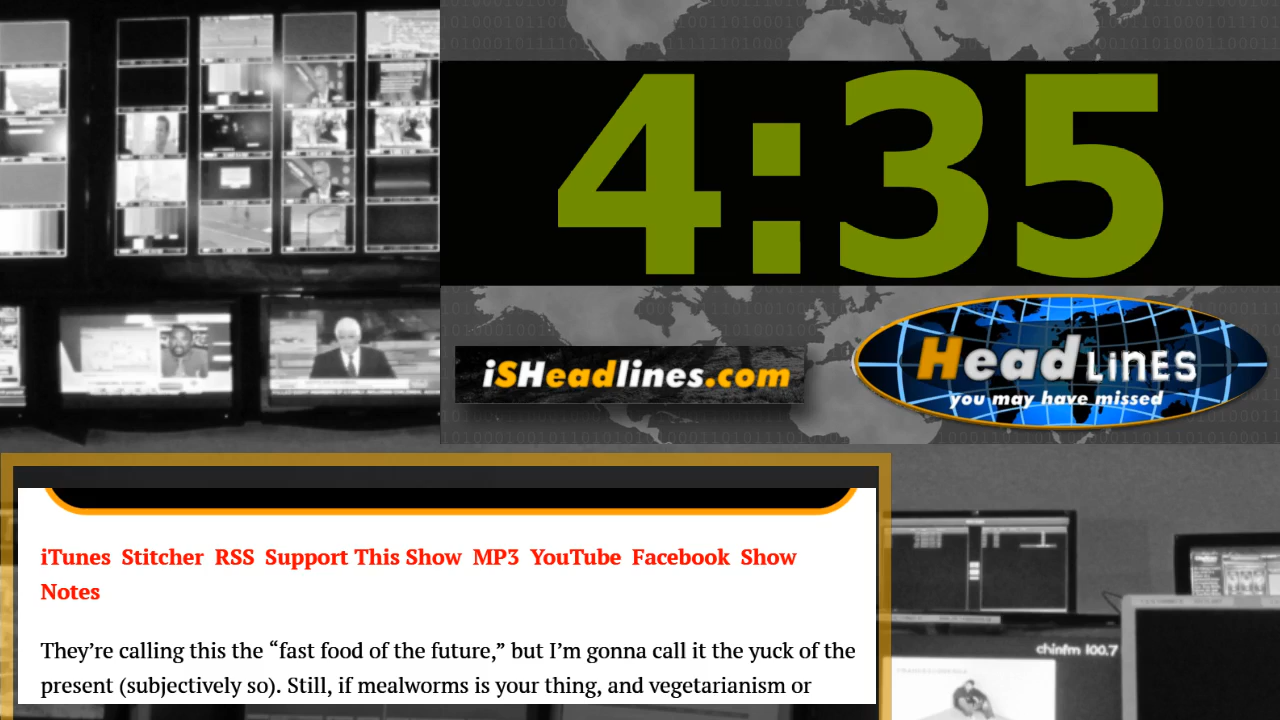 4:35
iSHeadlines.com
HeadLINES
you may have missed
iTunes Stitcher RSS Support This Show MP3 YouTube Facebook Show
Notes
They’re calling this the “fast food of the future,” but I’m gonna call it the yuck of the
present (subjectively so). Still, if mealworms is your thing, and vegetarianism or
chinfm 100.7